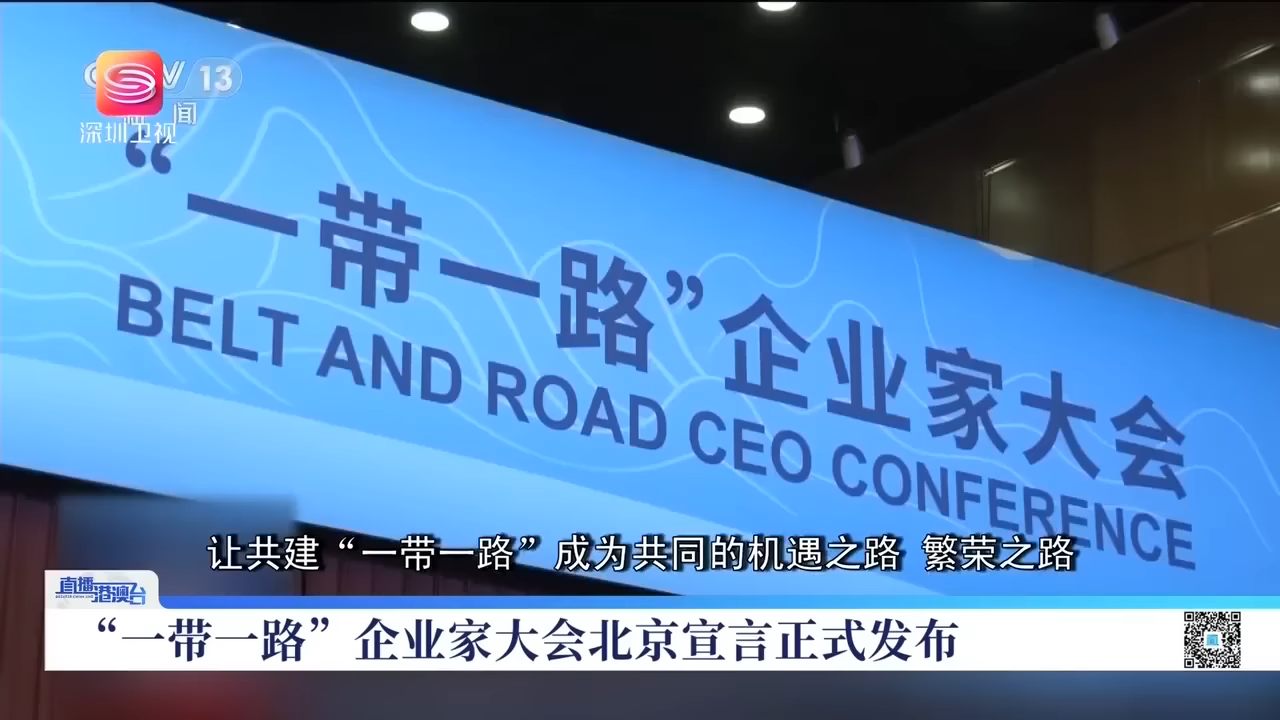 13
闻
深圳卫视
“一带一路”企业家大会
BELT AND ROAD CEO CONFERENCE
让共建“一带一路”成为共同的机遇之路 繁荣之路
直播港澳台
“一带一路”企业家大会北京宣言正式发布